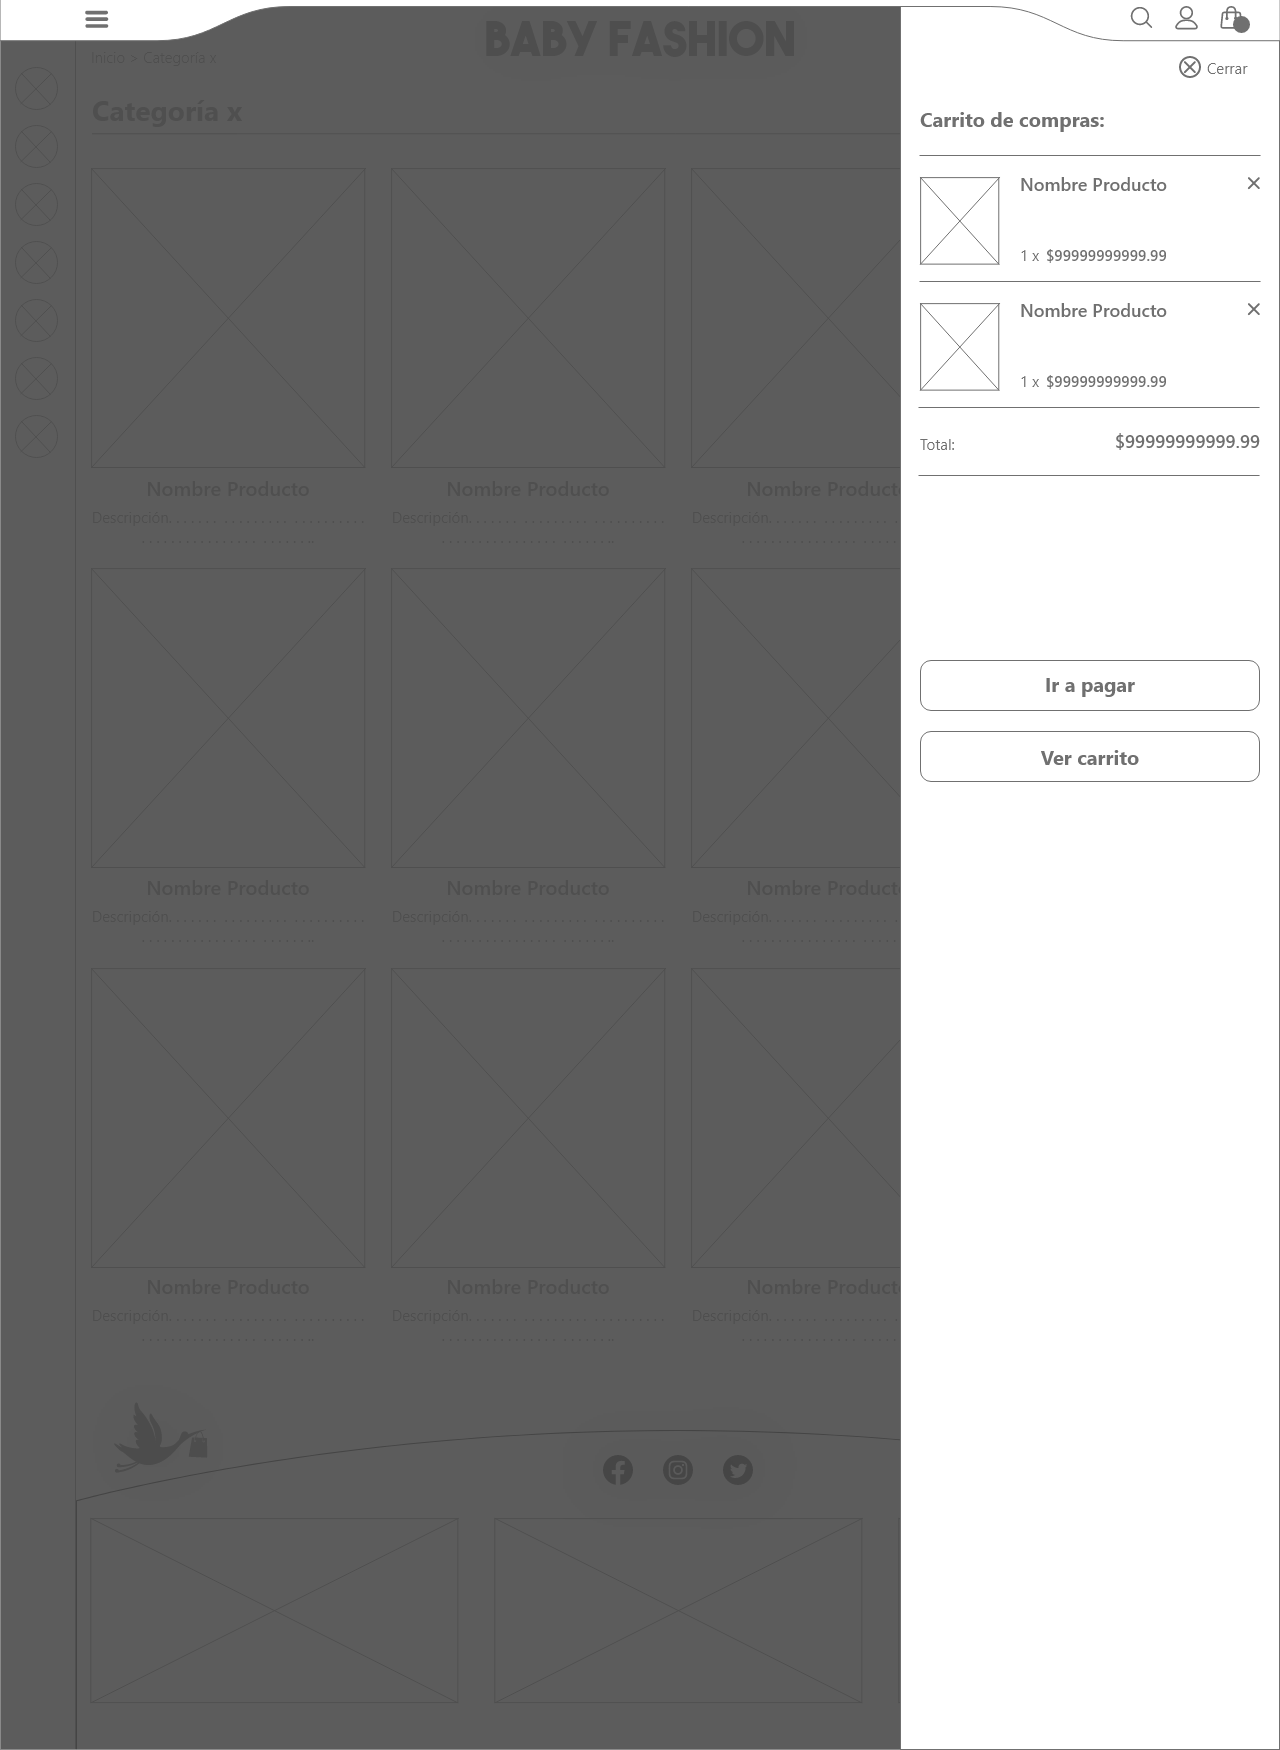 BABY FASHION
Inicio > Categoría x
Categoría x
Nombre Producto
Descripción. . . . . . . . . . . . . . . . . . . . . . . . . .
Nombre Producto
Descripción. . . . . . . . . . . . . . . . . . . . . . . . . .
Nombre Product
Descripción. . . . . . . . . . . . . . . . .
Nombre Producto
Descripción. . . . . . . . . . . . . . . . . . . . . . . . . .
Nombre Producto
Descripción. . . . . . . . . . . . . . . . . . . . . . . . . .
Nombre Product
Descripción. . . . . . . . . . . . . . . . .
Nombre Producto
Descripción. . . . . . . . . . . . . . . . . . . . . . . . . .
Nombre Producto
Descripción. . . . . . . . . . . . . . . . . . . . . . . . . .
Nombre Product
Descripción. . . . . . . . . . . . . . . . .
Cerrar
Carrito de compras:
Nombre Producto
1 x $99999999999.99
Nombre Producto
1 x $99999999999.99
Total: $99999999999.99
Ir a pagar
Ver carrito